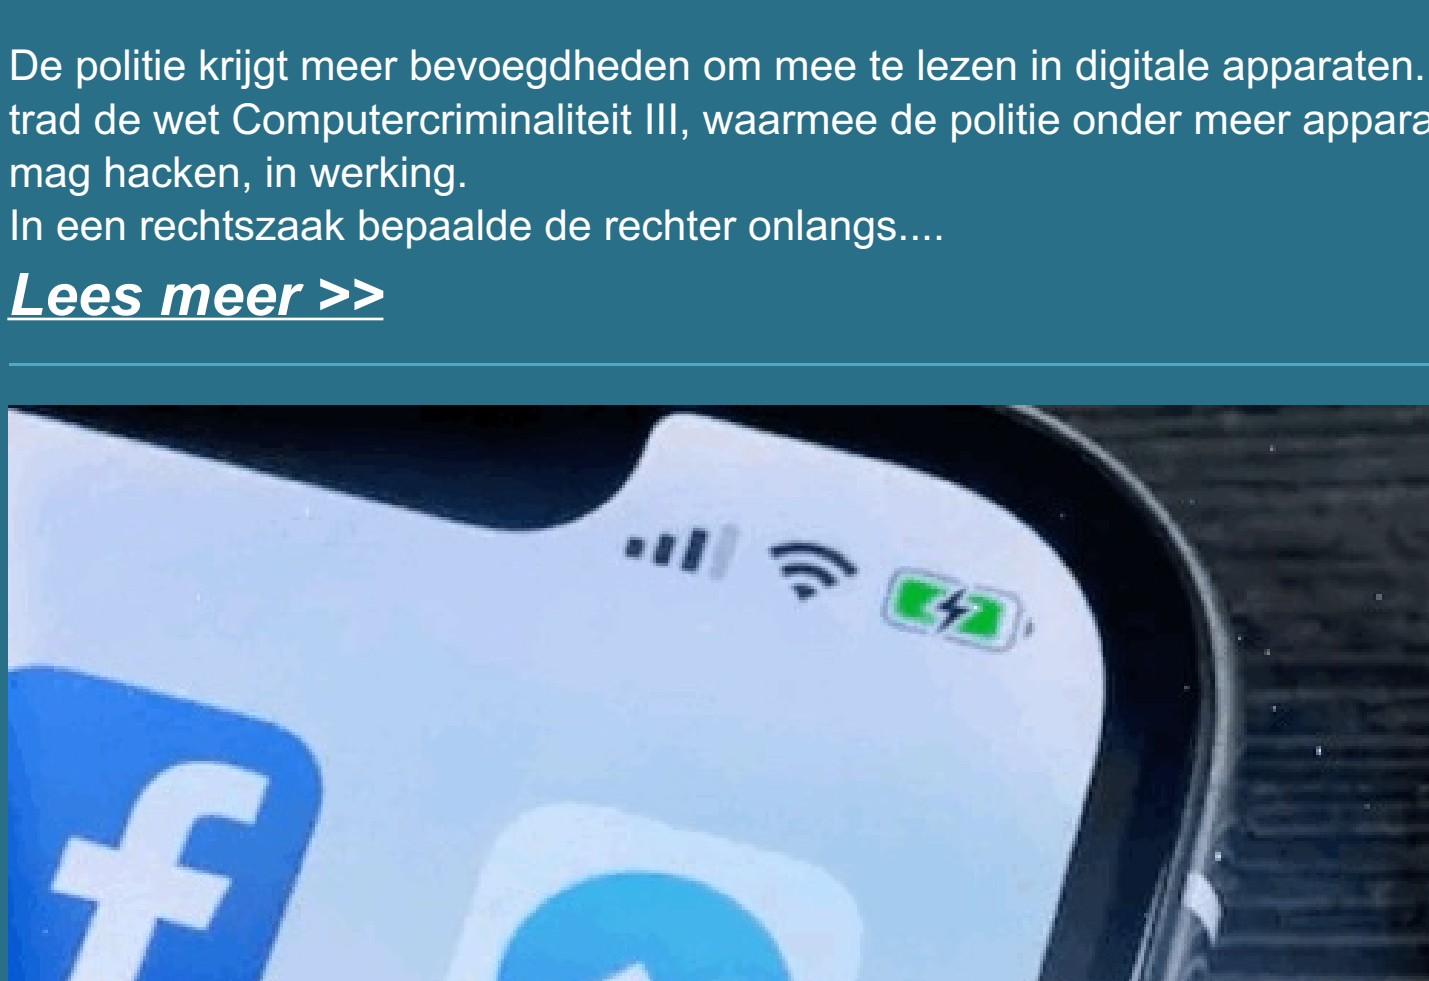 De politie krijgt meer bevoegdheden om mee te lezen in digitale apparaten.
trad de wet Computercriminaliteit III, waarmee de politie onder meer
mag hacken, in werking.
In een rechtszaak bepaalde de rechter onlangs....
Lees meer >>
f